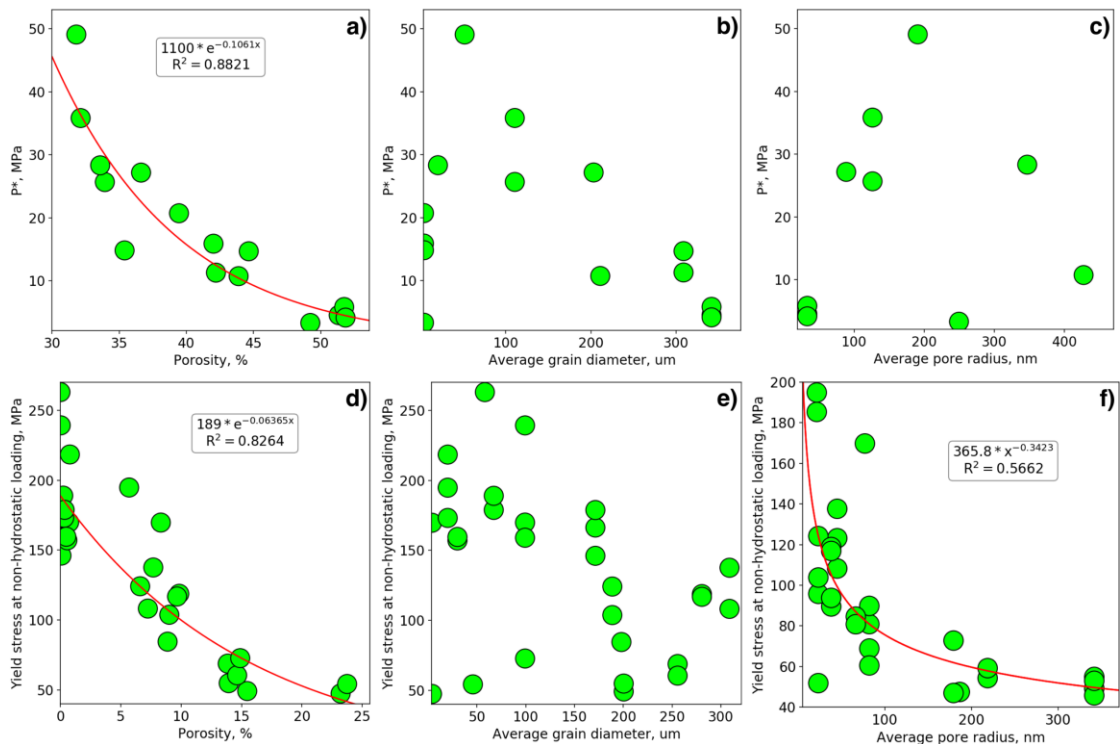 a)
1100 * e^−0.1061x
R² = 0.8821
P*, MPa
50
40
30
20
10
30 35 40 45 50
Porosity, %
b)
P*, MPa
50
40
30
20
10
100 200 300
Average grain diameter, um
c)
P*, MPa
50
40
30
20
10
100 200 300 400
Average pore radius, nm
d)
189 * e^−0.06365x
R² = 0.8264
Yield stress at non-hydrostatic loading, MPa
250
200
150
100
50
0 5 10 15 20 25
Porosity, %
e)
Yield stress at non-hydrostatic loading, MPa
250
200
150
100
50
50 100 150 200 250 300
Average grain diameter, um
f)
365.8 * x^−0.3423
R² = 0.5662
Yield stress at non-hydrostatic loading, MPa
200
180
160
140
120
100
80
60
40
100 200 300
Average pore radius, nm